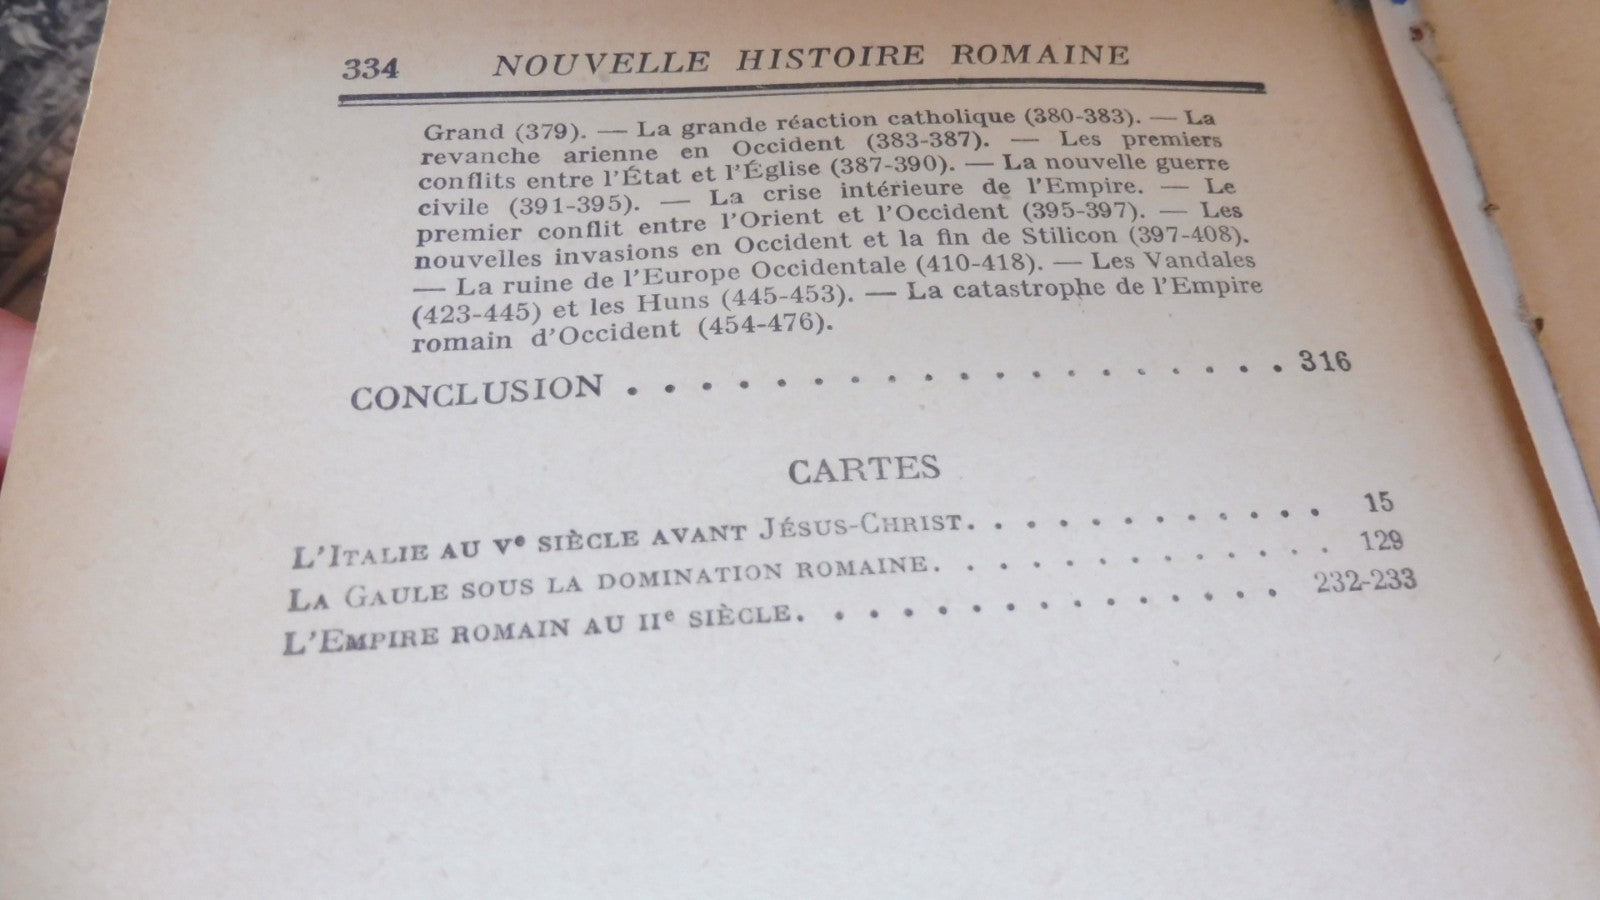 334 NOUVELLE HISTOIRE ROMAINE
Grand (379). — La grande réaction catholique (380-383). — La
revanche arienne en Occident (383-387). — Les premiers
conflits entre l'État et l'Église (387-390). — La nouvelle guerre
civile (391-395). — La crise intérieure de l'Empire. — Le
premier conflit entre l'Orient et l'Occident (395-397). — Les
nouvelles invasions en Occident et la fin de Stilicon (397-408).
— La ruine de l'Europe Occidentale (410-418). — Les Vandales
(423-445) et les Huns (445-453). — La catastrophe de l'Empire
romain d'Occident (454-476).
CONCLUSION . . . . . . . . . . . . . . . . . . 316
CARTES
L'Italie au Ve siècle avant Jésus-Christ. . . . . . . . . . . . 15
La Gaule sous la domination romaine. . . . . . . . . . . . . 129
L'Empire romain au IIe siècle. . . . . . . . . . . . . . . 232-233